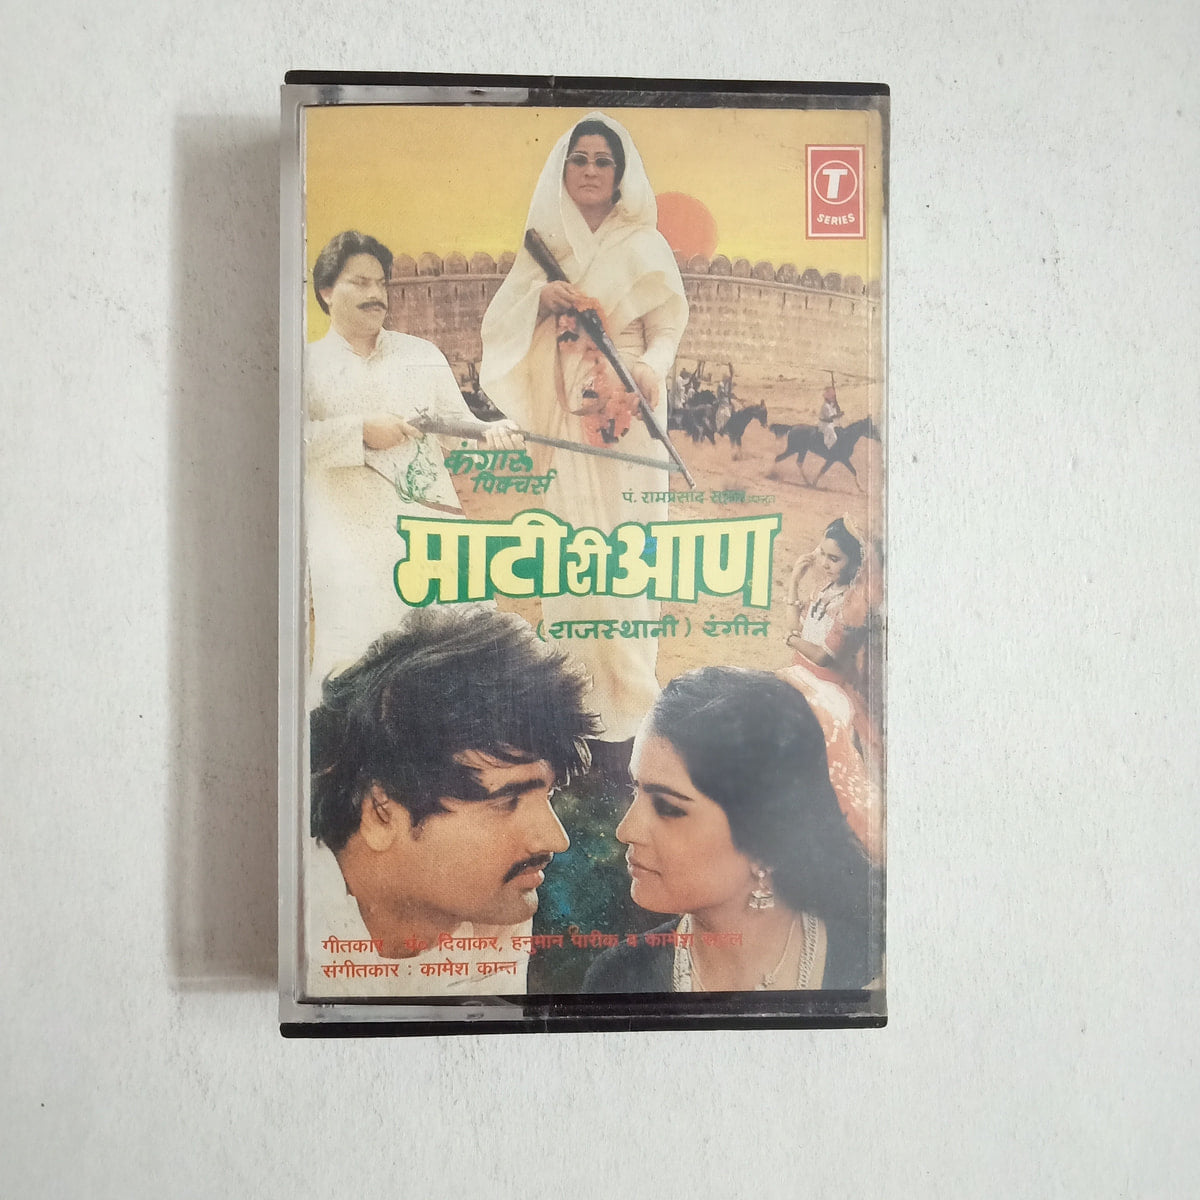 T
SERIES
कंगारू
पिक्चर्स
पं. रामप्रसाद
माटी री आण
(राजस्थानी) रंगीन
गीतकार : पं. दिवाकर, हनुमान पारीक व कामेश
संगीतकार : कामेश कान्त